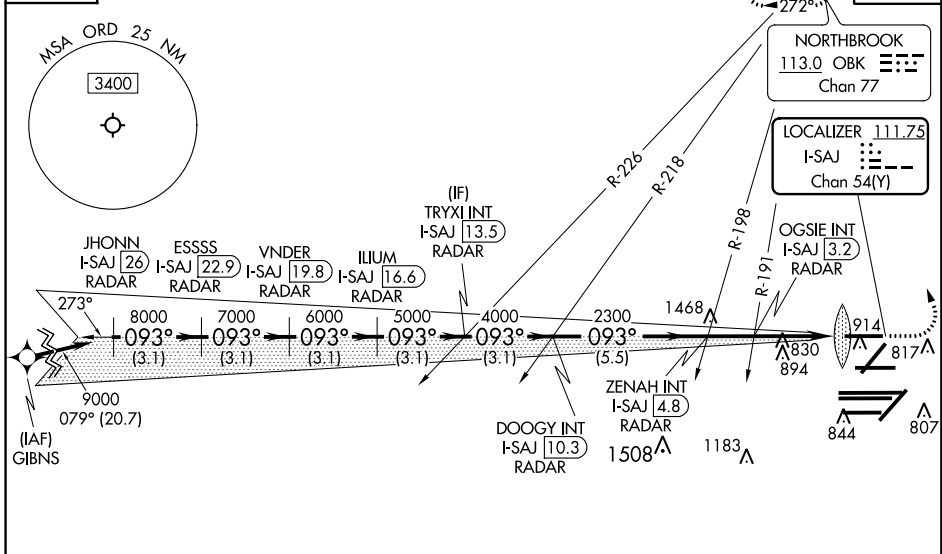 MSA ORD 25 NM
3400
272°
NORTHBROOK
113.0 OBK
Chan 77
LOCALIZER 111.75
I-SAJ
Chan 54(Y)
R-226
R-218
R-198
R-191
(IF)
TRYXI INT
I-SAJ 13.5
RADAR
JHONN
I-SAJ 26
RADAR
ESSSS
I-SAJ 22.9
RADAR
VNDER
I-SAJ 19.8
RADAR
ILIUM
I-SAJ 16.6
RADAR
OGSIE INT
I-SAJ 3.2
RADAR
273°
8000
093°
(3.1)
7000
093°
(3.1)
6000
093°
(3.1)
5000
093°
(3.1)
4000
093°
(3.1)
2300
093°
(5.5)
1468
830
894
914
817
9000
079° (20.7)
(IAF)
GIBNS
DOOGY INT
I-SAJ 10.3
RADAR
ZENAH INT
I-SAJ 4.8
RADAR
1508
1183
844
807